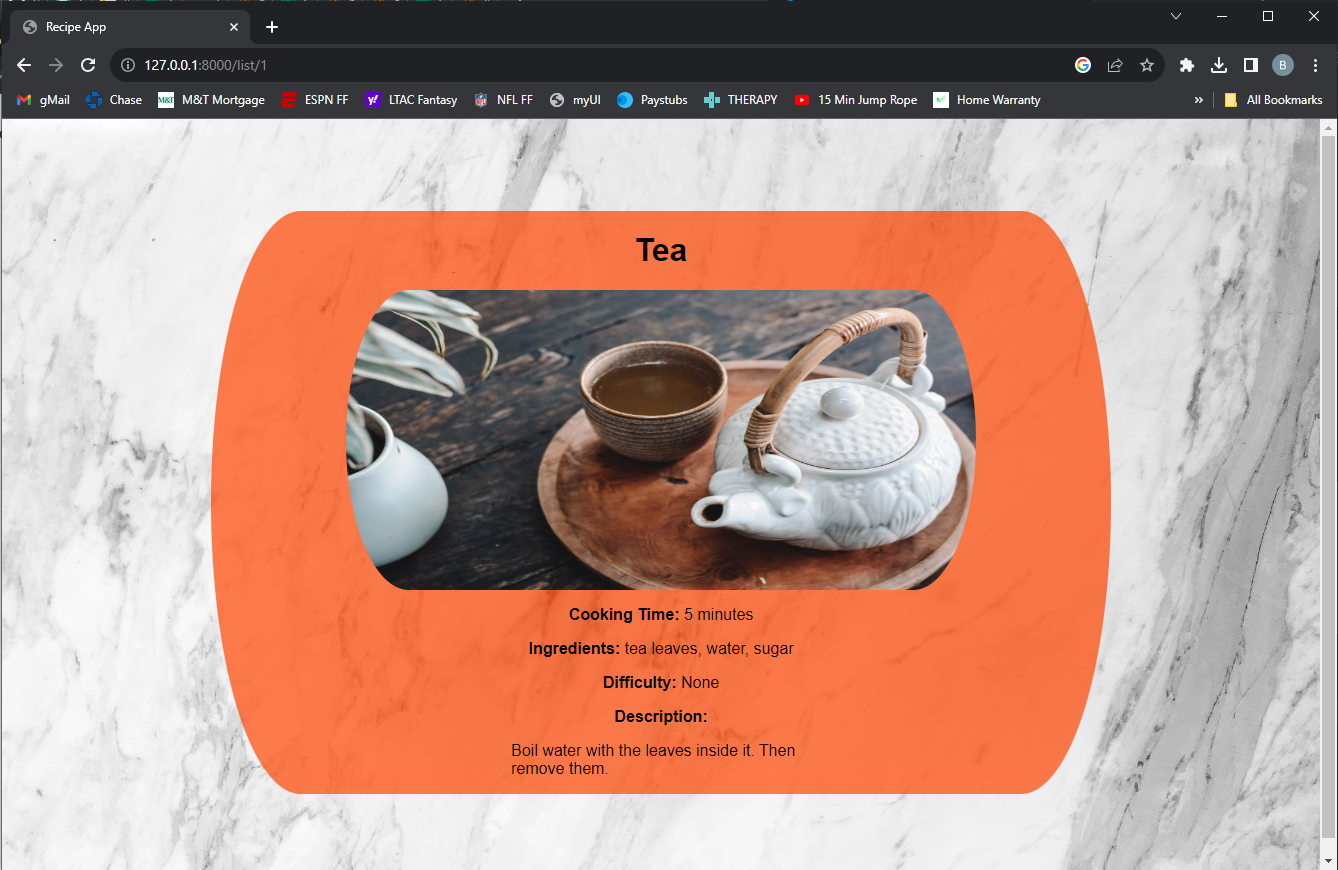 Recipe App
127.0.0.1:8000/list/1
B
gMail
Chase
M&T M&T Mortgage
ESPN FF
y! LTAC Fantasy
NFL FF
myUI
Paystubs
THERAPY
15 Min Jump Rope
Home Warranty
»
All Bookmarks
Tea
Cooking Time: 5 minutes
Ingredients: tea leaves, water, sugar
Difficulty: None
Description:
Boil water with the leaves inside it. Then
remove them.